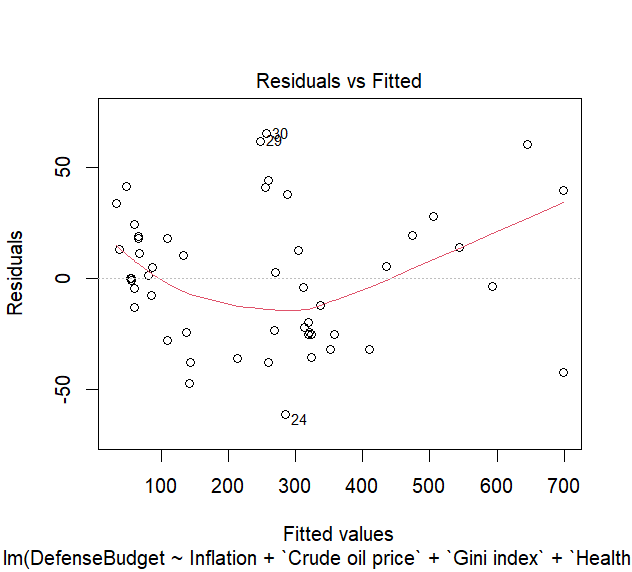 Residuals vs Fitted
Residuals
50
0
-50
30
29
24
100 200 300 400 500 600 700
Fitted values
lm(DefenseBudget ~ Inflation + `Crude oil price` + `Gini index` + `Health